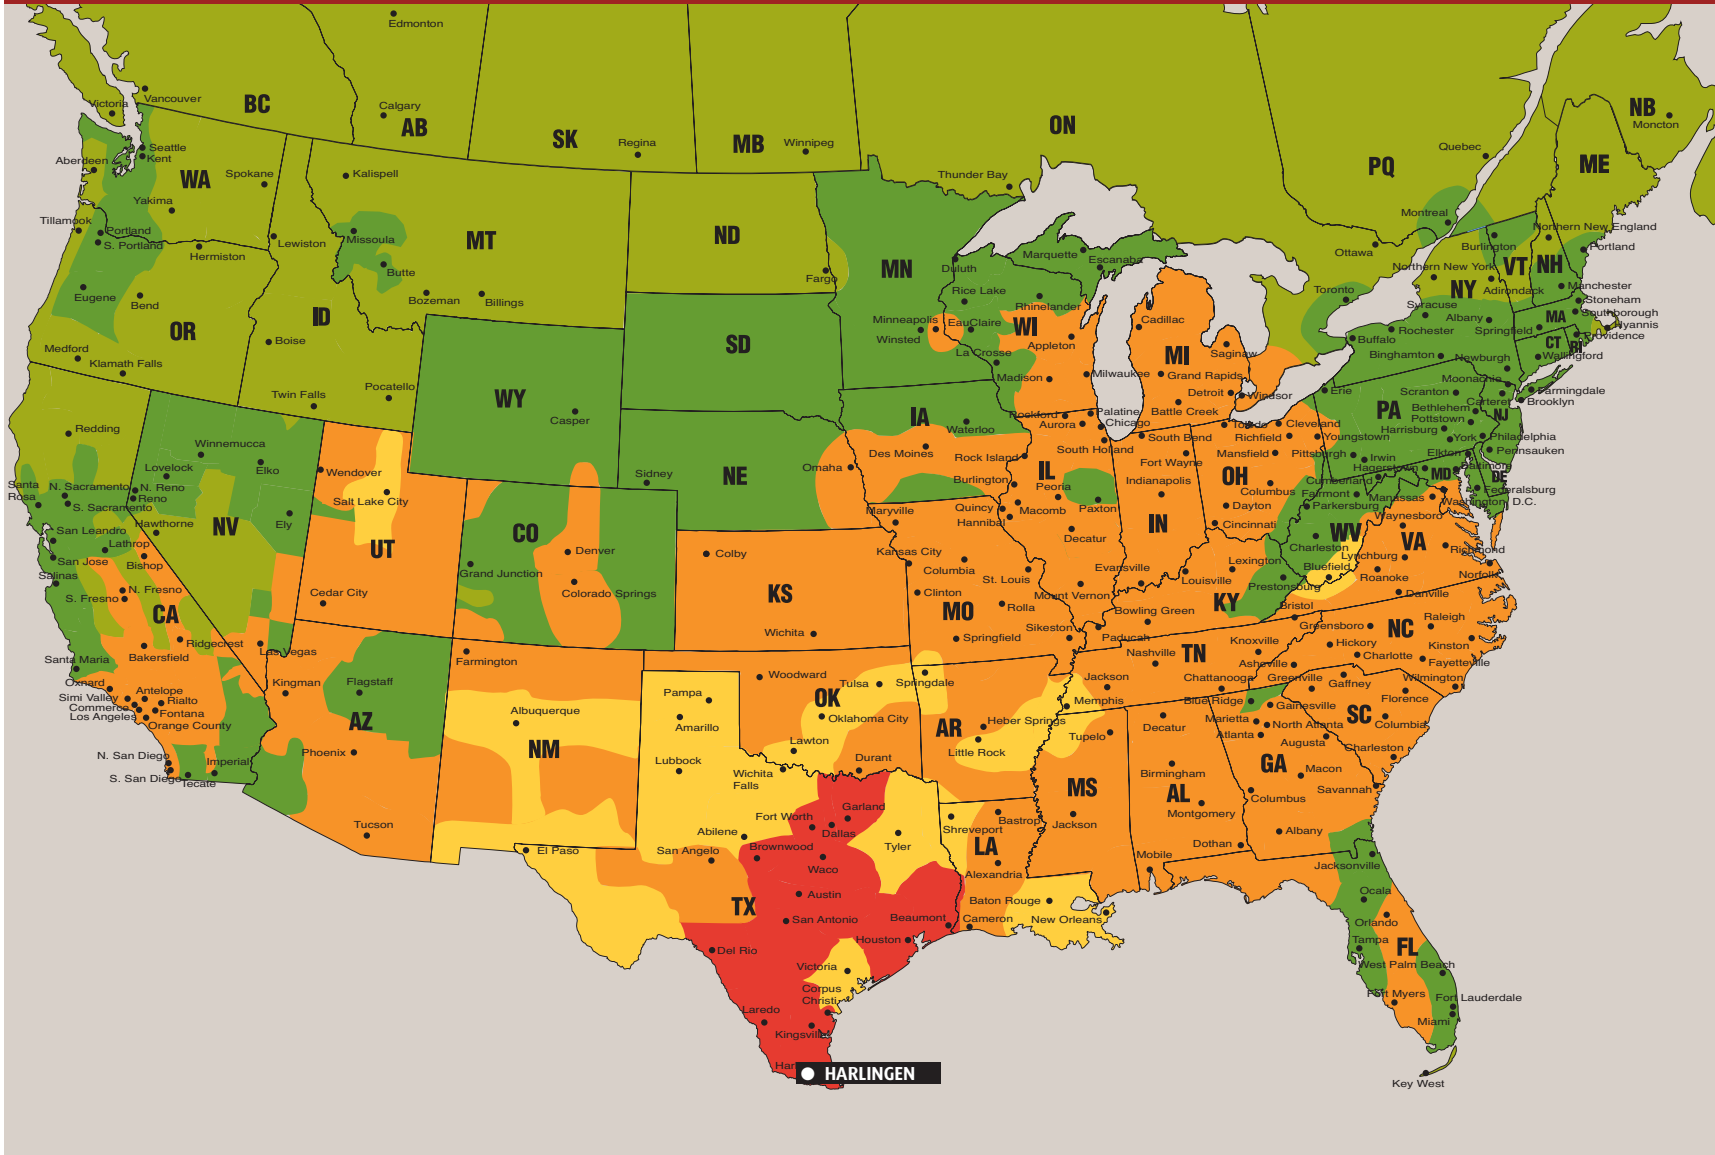 Edmonton
Vancouver
Victoria
BC
Calgary
AB
SK
Regina
MB
Winnipeg
ON
Thunder Bay
PQ
Quebec
Montreal
Ottawa
Toronto
NB
Moncton
ME
Seattle
Kent
Aberdeen
WA
Spokane
Yakima
Tillamook
Portland
S. Portland
Hermiston
Lewiston
Eugene
Bend
OR
Medford
Klamath Falls
Kalispell
Missoula
MT
Butte
Bozeman
Billings
ID
Boise
Twin Falls
Pocatello
ND
Fargo
SD
WY
Casper
NE
Sidney
Omaha
MN
Duluth
Minneapolis
Winsted
Marquette
Escanaba
Rice Lake
Rhinelander
EauClaire
WI
Appleton
La Crosse
Madison
Milwaukee
Cadillac
MI
Saginaw
Grand Rapids
Detroit
Windsor
Battle Creek
IA
Waterloo
Des Moines
Rockford
Palatine
Aurora
Chicago
South Holland
Rock Island
IL
Peoria
Burlington
Macomb
Paxton
Quincy
Hannibal
Decatur
Mount Vernon
South Bend
Fort Wayne
Indianapolis
IN
Evansville
Toledo
Cleveland
Richfield
Youngstown
Mansfield
OH
Columbus
Dayton
Cincinnati
Northern New England
Portland
Burlington
VT
NH
Northern New York
Adirondack
NY
Manchester
Stoneham
Southborough
Hyannis
Providence
MA
CT
RI
Syracuse
Albany
Springfield
Rochester
Buffalo
Binghamton
Newburgh
Wallingford
Moonachie
Farmingdale
Brooklyn
Carteret
NJ
Erie
PA
Scranton
Bethlehem
Pottstown
Harrisburg
York
Philadelphia
Pennsauken
Pittsburgh
Irwin
Hagerstown
Elkton
MD
Baltimore
DE
Cumberland
Federalsburg
Fairmont
Manassas
Washington D.C.
Parkersburg
WV
Charleston
Bluefield
Waynesboro
VA
Richmond
Lynchburg
Roanoke
Norfolk
Danville
Bristol
Lexington
Louisville
Prestonsburg
KY
Bowling Green
Paducah
Redding
Santa
Rosa
N. Sacramento
S. Sacramento
San Leandro
Lathrop
San Jose
Salinas
N. Fresno
S. Fresno
CA
Bishop
Ridgecrest
Bakersfield
Santa Maria
Oxnard
Simi Valley
Commerce
Los Angeles
Antelope
Rialto
Fontana
Orange County
N. San Diego
S. San Diego
Tecate
Imperial
Winnemucca
Lovelock
Elko
N. Reno
Reno
Hawthorne
NV
Ely
Las Vegas
Wendover
Salt Lake City
UT
Cedar City
CO
Denver
Grand Junction
Colorado Springs
Kingman
Flagstaff
AZ
Phoenix
Tucson
Farmington
Albuquerque
NM
Colby
KS
Wichita
Maryville
Kansas City
Columbia
St. Louis
Clinton
MO
Rolla
Springfield
Sikeston
Woodward
Tulsa
OK
Oklahoma City
Lawton
Durant
Springdale
AR
Heber Springs
Little Rock
Nashville
TN
Knoxville
Jackson
Chattanooga
Memphis
Greensboro
Raleigh
NC
Hickory
Kinston
Charlotte
Fayetteville
Asheville
Wilmington
Greenville
Gaffney
Florence
SC
Columbia
Charleston
Blue Ridge
Gainesville
Marietta
North Atlanta
Atlanta
Augusta
GA
Macon
Columbus
Savannah
Albany
Tupelo
MS
Jackson
Decatur
Birmingham
AL
Montgomery
Dothan
Mobile
Shreveport
Bastrop
LA
Alexandria
Baton Rouge
New Orleans
Cameron
Pampa
Amarillo
Lubbock
Wichita
Falls
Fort Worth
Garland
Dallas
Abilene
Tyler
El Paso
San Angelo
Brownwood
Waco
TX
Austin
San Antonio
Beaumont
Houston
Del Rio
Victoria
Corpus
Christi
Laredo
Kingsville
HARLINGEN
Jacksonville
Ocala
Orlando
Tampa
FL
West Palm Beach
Fort Myers
Fort Lauderdale
Miami
Key West